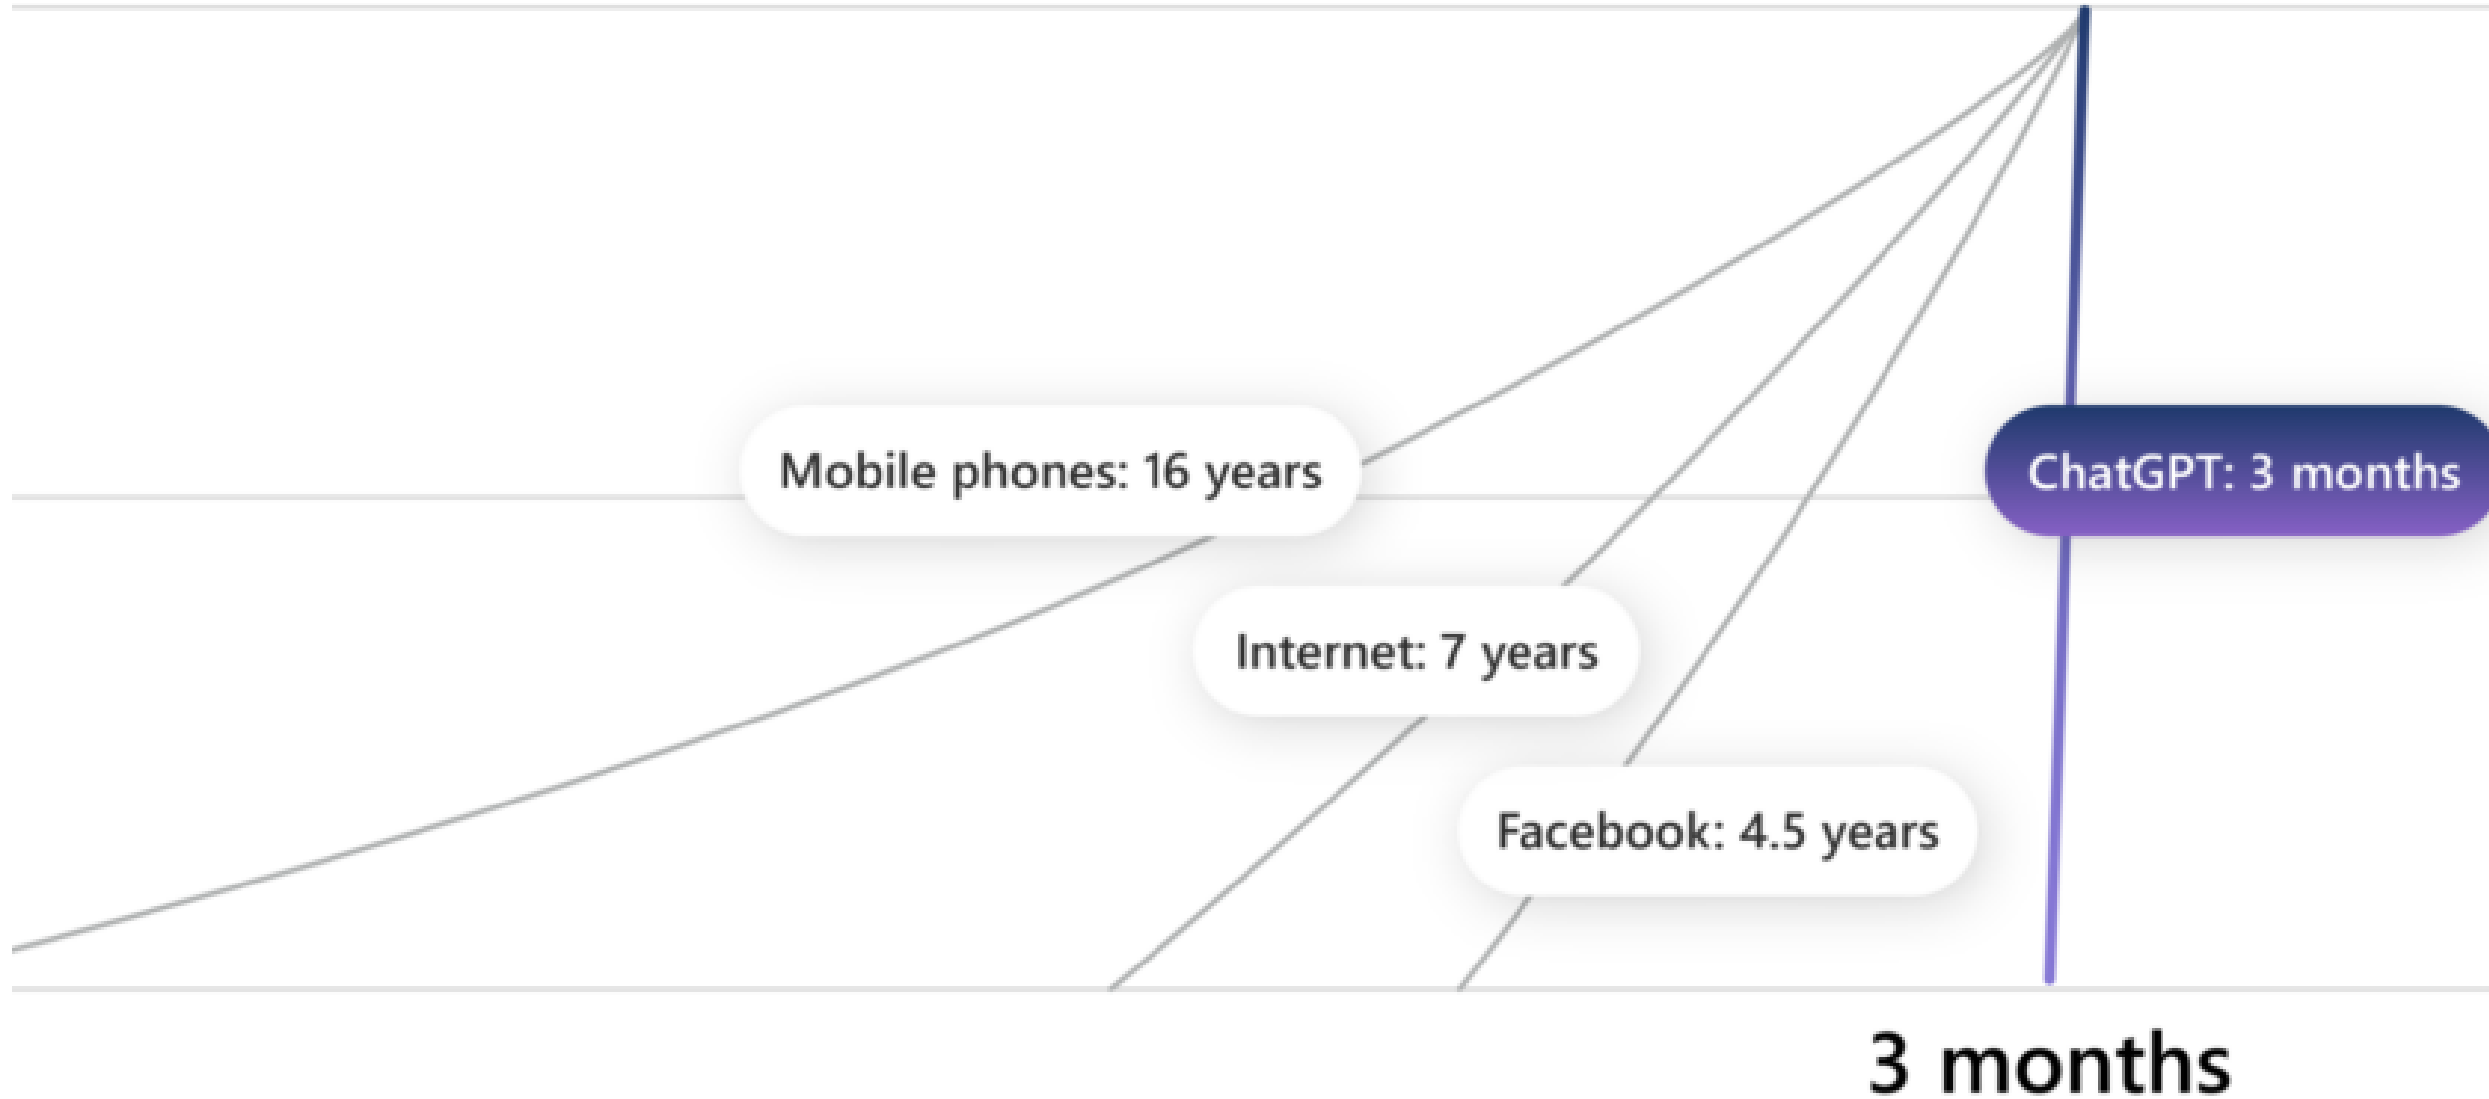 Mobile phones: 16 years
ChatGPT: 3 months
Internet: 7 years
Facebook: 4.5 years
3 months